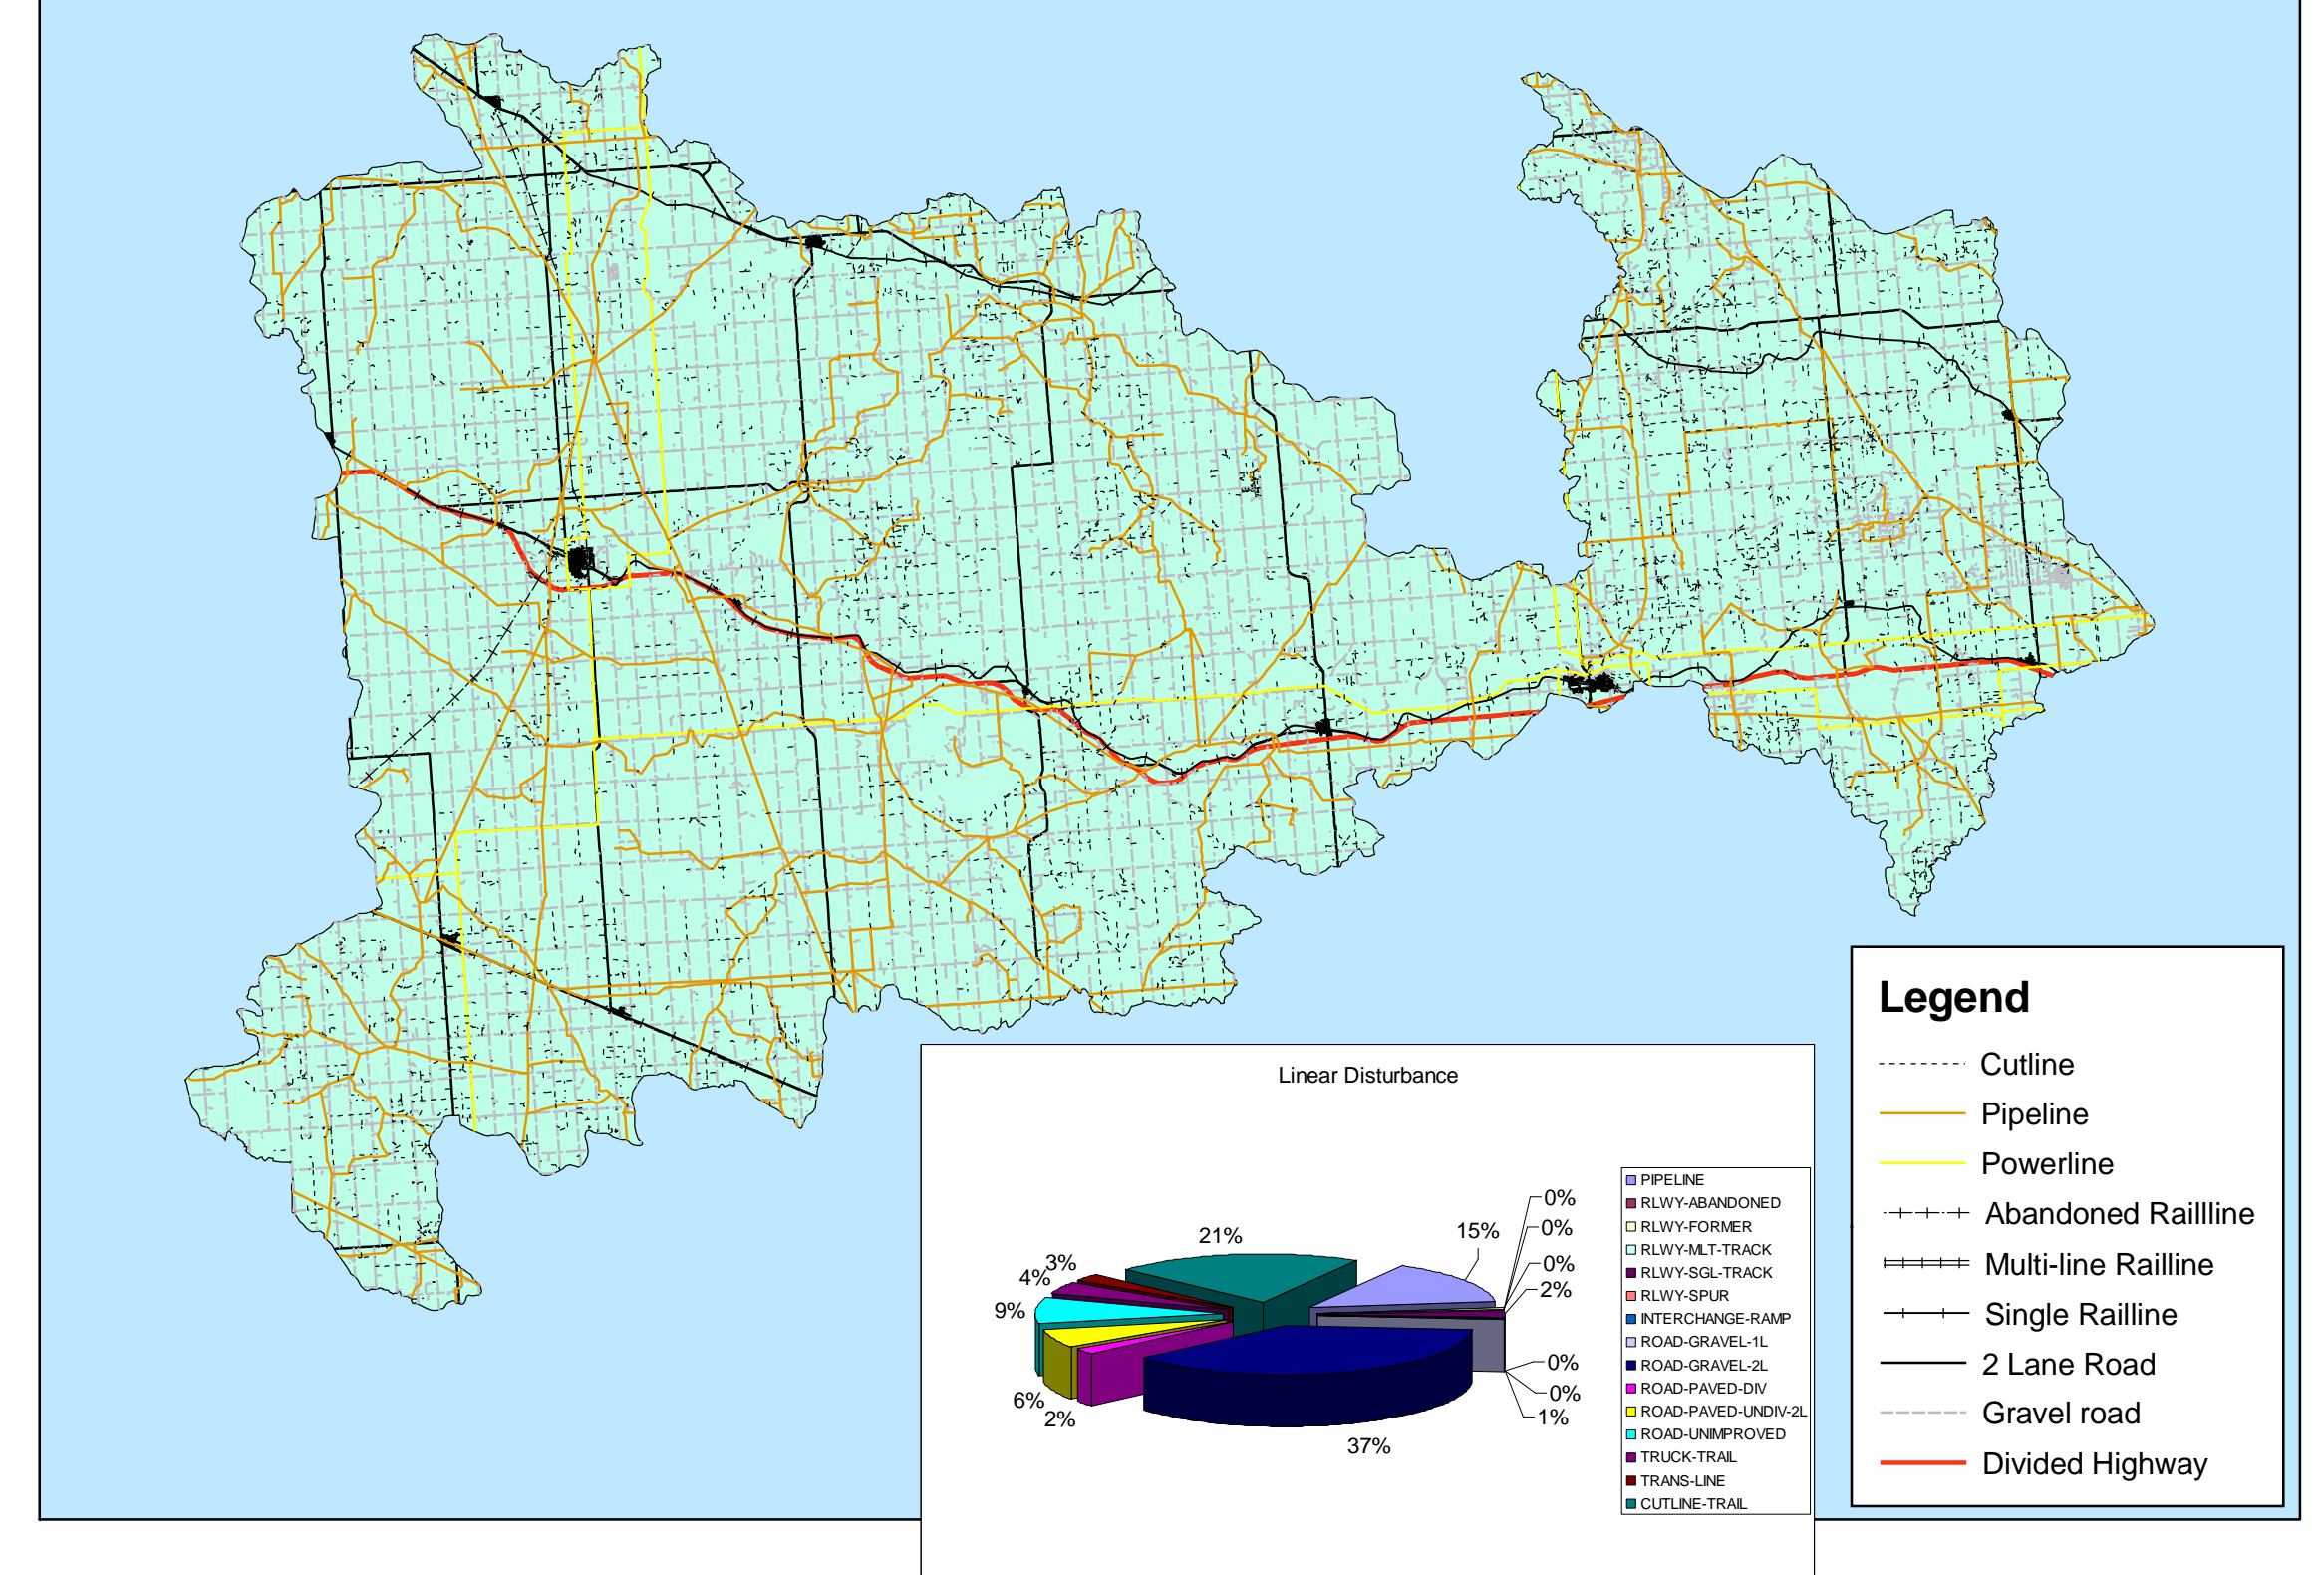 Legend
Cutline
Pipeline
Powerline
Abandoned Raillline
Multi-line Railline
Single Railline
2 Lane Road
Gravel road
Divided Highway
Linear Disturbance
21%
15%
0%
0%
0%
2%
0%
0%
1%
37%
2%
6%
9%
4%
3%
PIPELINE
RLWY-ABANDONED
RLWY-FORMER
RLWY-MLT-TRACK
RLWY-SGL-TRACK
RLWY-SPUR
INTERCHANGE-RAMP
ROAD-GRAVEL-1L
ROAD-GRAVEL-2L
ROAD-PAVED-DIV
ROAD-PAVED-UNDIV-2L
ROAD-UNIMPROVED
TRUCK-TRAIL
TRANS-LINE
CUTLINE-TRAIL